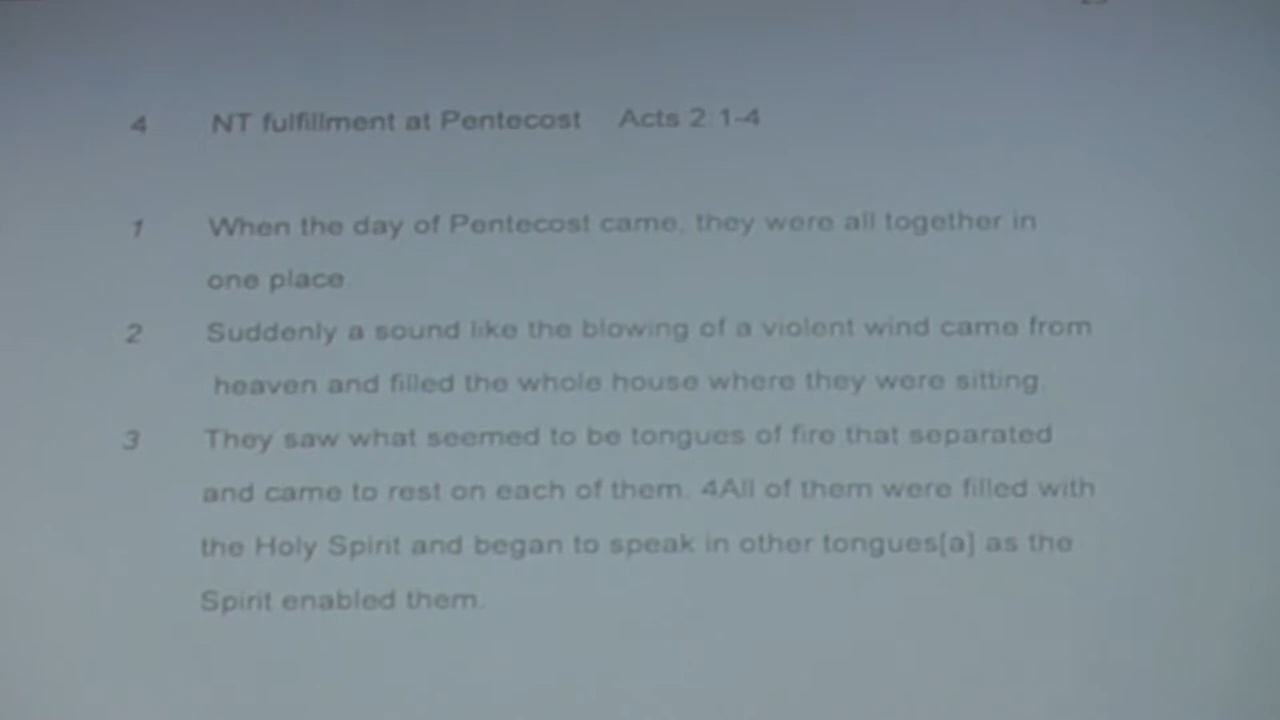 4 NT fulfillment at Pentecost Acts 2:1-4
1 When the day of Pentecost came, they were all together in
one place.
2 Suddenly a sound like the blowing of a violent wind came from
heaven and filled the whole house where they were sitting.
3 They saw what seemed to be tongues of fire that separated
and came to rest on each of them. 4All of them were filled with
the Holy Spirit and began to speak in other tongues[a] as the
Spirit enabled them.